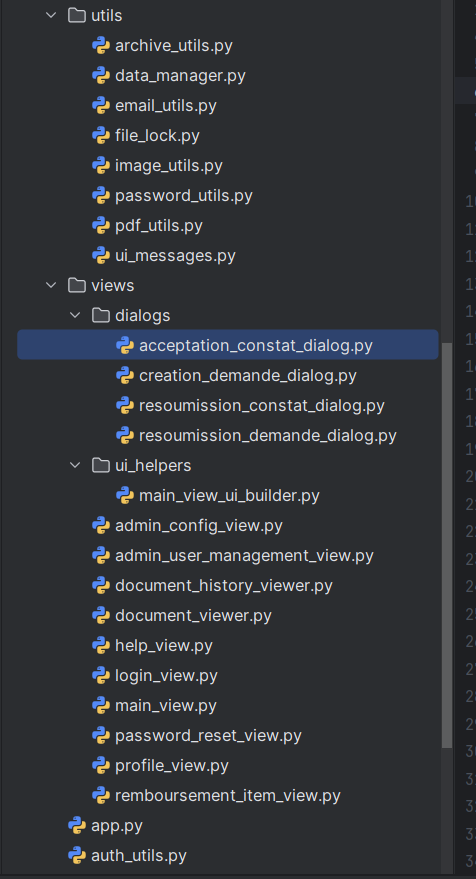 utils
archive_utils.py
data_manager.py
email_utils.py
file_lock.py
image_utils.py
password_utils.py
pdf_utils.py
ui_messages.py
views
dialogs
acceptation_constat_dialog.py
creation_demande_dialog.py
resoumission_constat_dialog.py
resoumission_demande_dialog.py
ui_helpers
main_view_ui_builder.py
admin_config_view.py
admin_user_management_view.py
document_history_viewer.py
document_viewer.py
help_view.py
login_view.py
main_view.py
password_reset_view.py
profile_view.py
remboursement_item_view.py
app.py
auth_utils.py